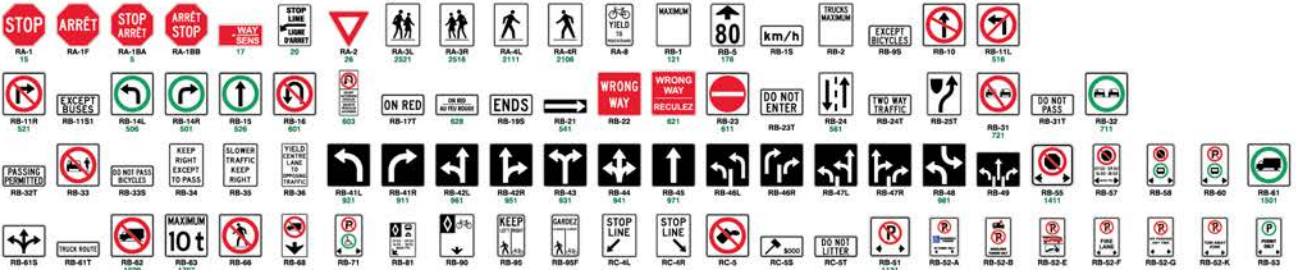 STOP
ARRÊT
STOP
ARRÊT
ARRÊT
STOP
WAY
SENS
STOP
LINE
LIGNE
D'ARRET
YIELD
TO
MAXIMUM
80
km/h
TRUCKS
MAXIMUM
EXCEPT
BICYCLES
RA-1 RA-1F RA-1BA RA-1BB 17 20 RA-2 RA-3L RA-3R RA-4L RA-4R RA-8 RB-1 RB-5 RB-1S RB-2 RB-9S RB-10 RB-11L
15 5 26 2521 2516 2111 2106 121 176 516
EXCEPT
BUSES
ON RED
ON RED
AU FEU ROUGE
ENDS
WRONG
WAY
WRONG
WAY
RECULEZ
DO NOT
ENTER
TWO WAY
TRAFFIC
DO NOT
PASS
RB-11R RB-11S1 RB-14L RB-14R RB-15 RB-16 603 RB-17T 628 RB-19S RB-21 RB-22 621 RB-23 RB-23T RB-24 RB-24T RB-25T RB-31 RB-31T RB-32
521 506 501 526 601 541 611 561 721 711
PASSING
PERMITTED
DO NOT PASS
BICYCLES
KEEP
RIGHT
EXCEPT
TO PASS
SLOWER
TRAFFIC
KEEP
RIGHT
YIELD
CENTRE
LANE
TO
OPPOSING
TRAFFIC
RB-32T RB-33 RB-33S RB-34 RB-35 RB-36 RB-41L RB-41R RB-42L RB-42R RB-43 RB-44 RB-45 RB-46L RB-46R RB-47L RB-47R RB-48 RB-49 RB-55 RB-57 RB-58 RB-60 RB-61
921 911 961 951 931 941 971 981 1411 1501
TRUCK ROUTE
MAXIMUM
10 t
KEEP
GARDEZ
STOP
LINE
STOP
LINE
$000
DO NOT
LITTER
FIRE
LANE
PERMIT
ONLY
RB-61S RB-61T RB-62 RB-63 RB-66 RB-68 RB-71 RB-81 RB-90 RB-95 RB-95F RC-4L RC-4R RC-5 RC-5S RC-5T RB-51 RB-52-A RB-52-B RB-52-E RB-52-F RB-52-G RB-52-K RB-53